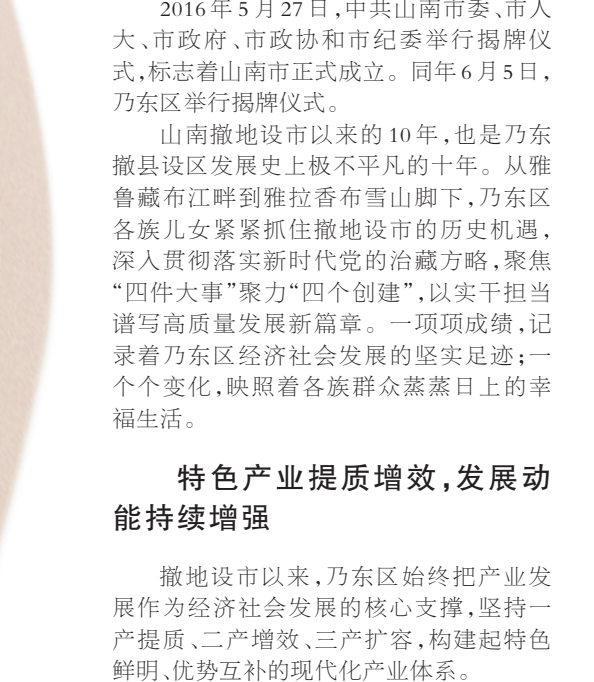 2016年5月27日,中共山南市委、市人
大、市政府、市政协和市纪委举行揭牌仪
式,标志着山南市正式成立。同年6月5日,
乃东区举行揭牌仪式。
山南撤地设市以来的10年,也是乃东
撤县设区发展史上极不平凡的十年。从雅
鲁藏布江畔到雅拉香布雪山脚下,乃东区
各族儿女紧紧抓住撤地设市的历史机遇,
深入贯彻落实新时代党的治藏方略,聚焦
“四件大事”聚力“四个创建”,以实干担当
谱写高质量发展新篇章。一项项成绩,记
录着乃东区经济社会发展的坚实足迹;一
个个变化,映照着各族群众蒸蒸日上的幸
福生活。
特色产业提质增效,发展动
能持续增强
撤地设市以来,乃东区始终把产业发
展作为经济社会发展的核心支撑,坚持一
产提质、二产增效、三产扩容,构建起特色
鲜明、优势互补的现代化产业体系。